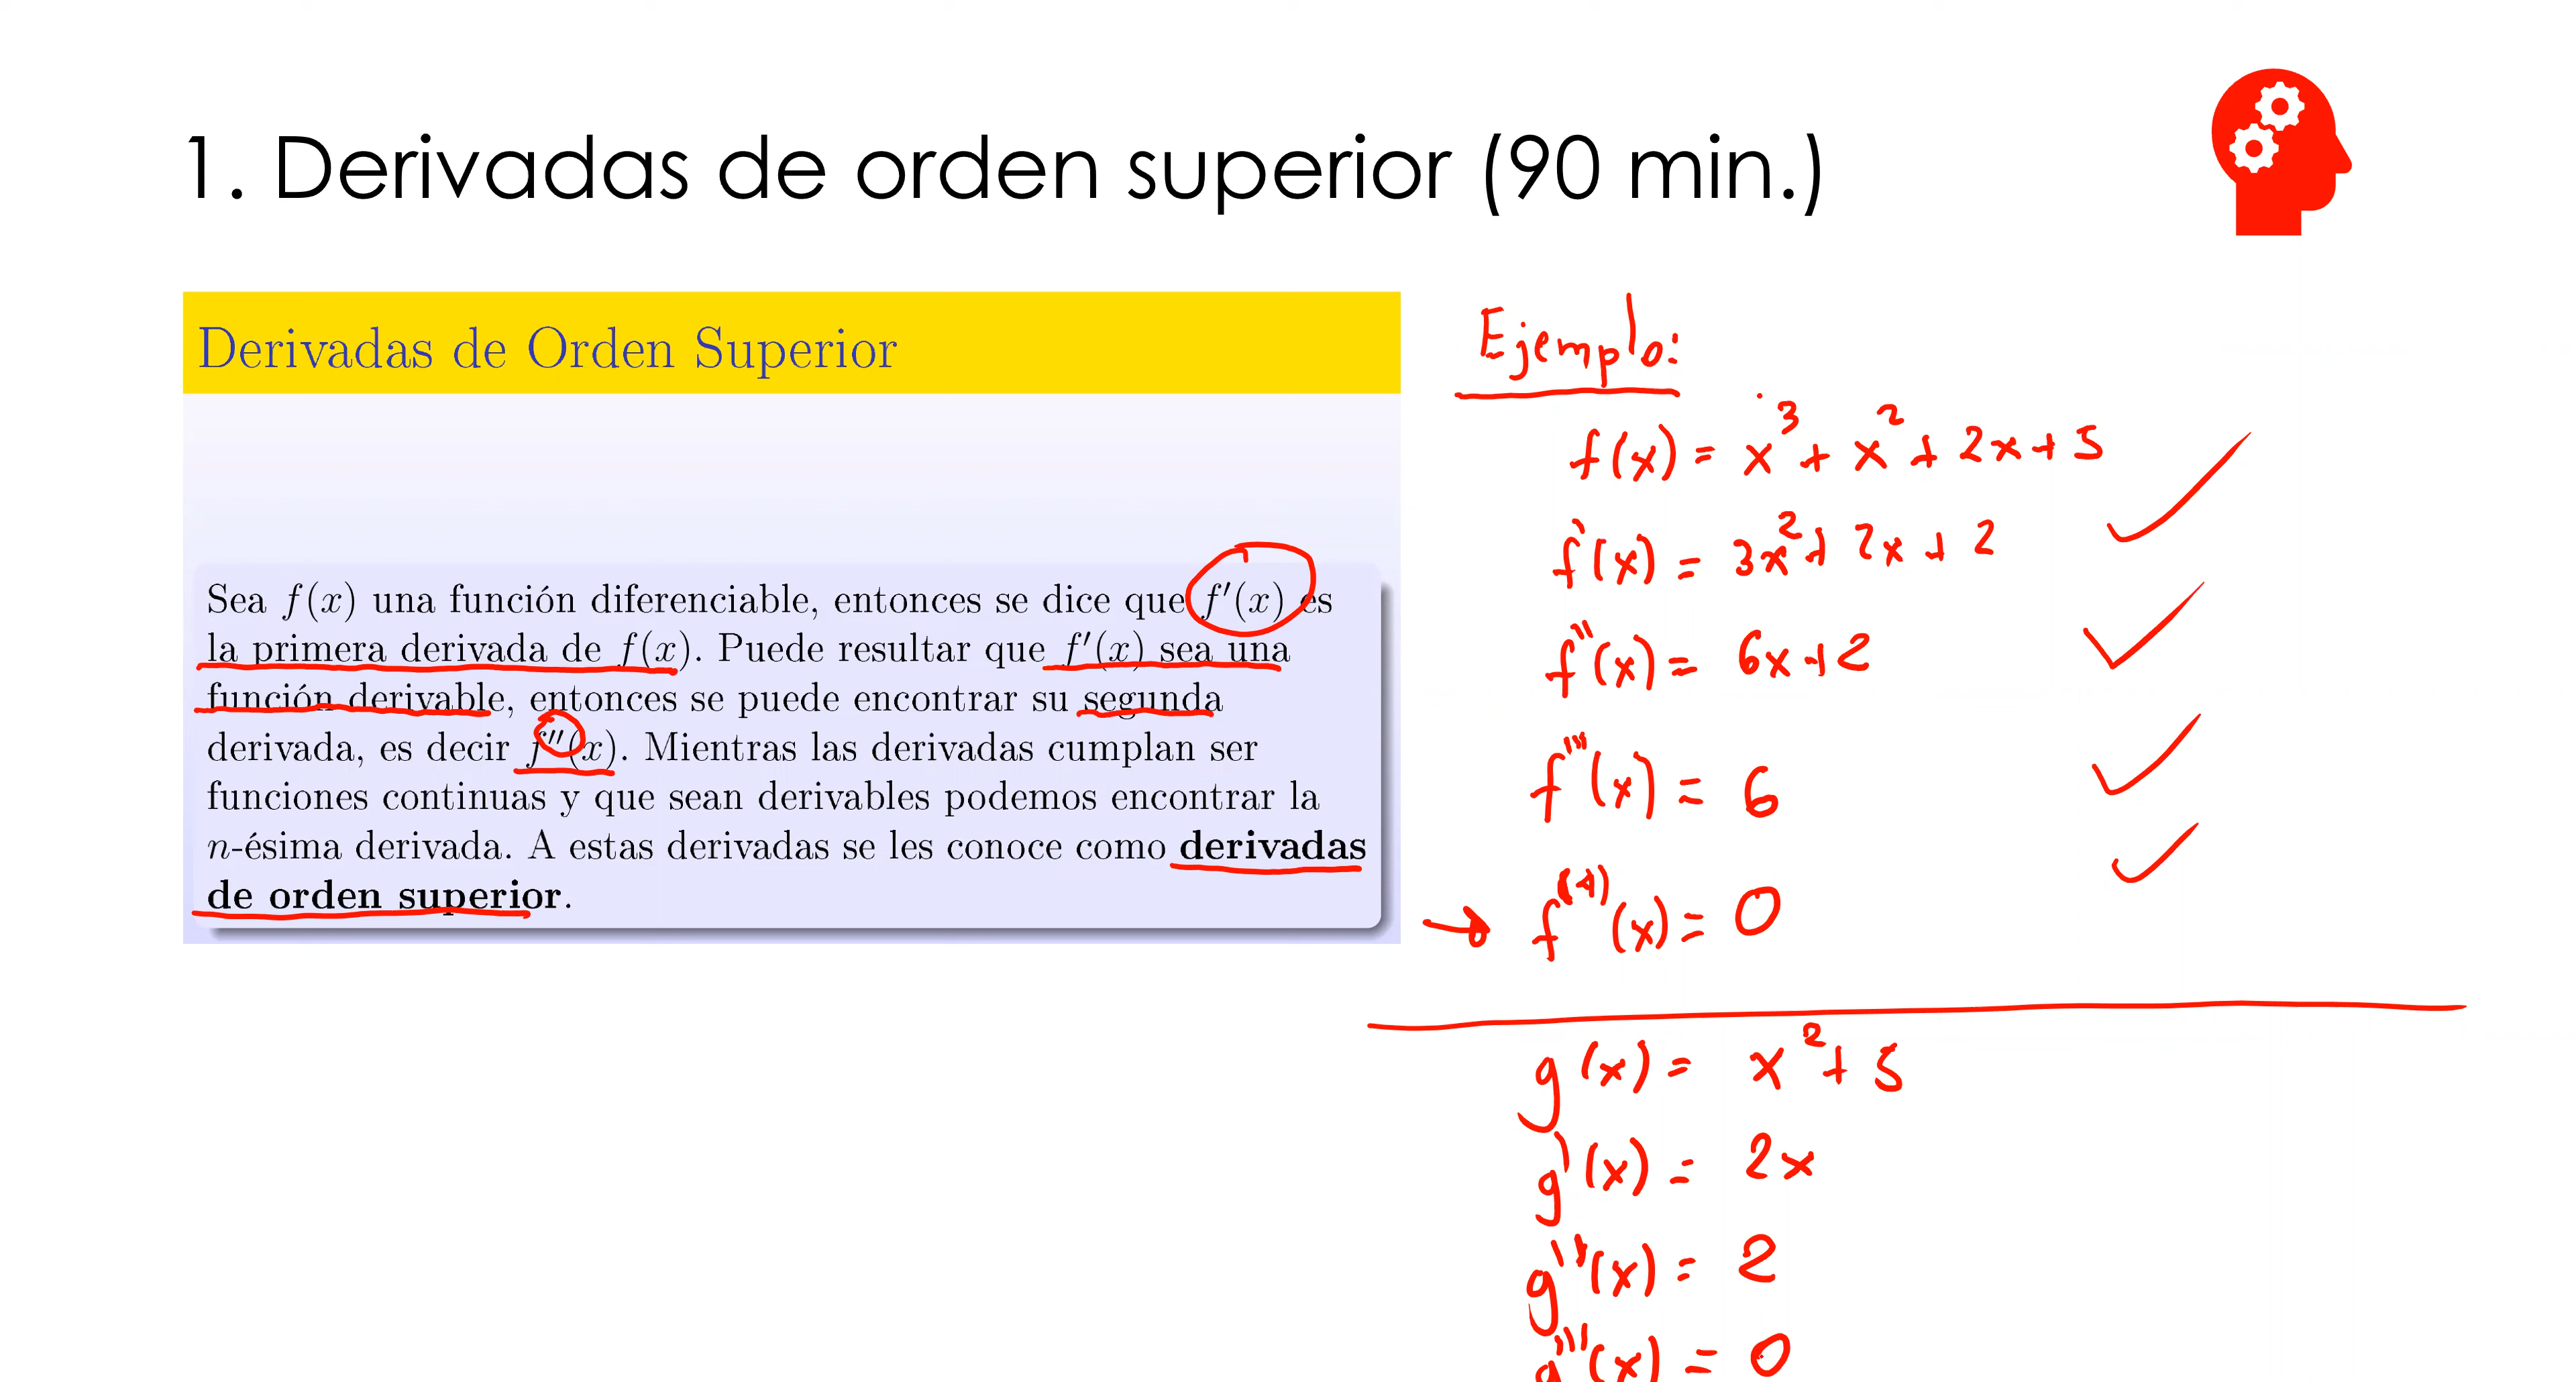 1. Derivadas de orden superior (90 min.)
Derivadas de Orden Superior
Sea f(x) una función diferenciable, entonces se dice que f′(x) es
la primera derivada de f(x). Puede resultar que f′(x) sea una
función derivable, entonces se puede encontrar su segunda
derivada, es decir f″(x). Mientras las derivadas cumplan ser
funciones continuas y que sean derivables podemos encontrar la
n-ésima derivada. A estas derivadas se les conoce como derivadas
de orden superior.
Ejemplo:
f(x) = x³ + x² + 2x + 5
f′(x) = 3x² + 2x + 2
f″(x) = 6x + 2
f‴(x) = 6
→ f⁽⁴⁾(x) = 0
g(x) = x² + 5
g′(x) = 2x
g″(x) = 2
g‴(x) = 0